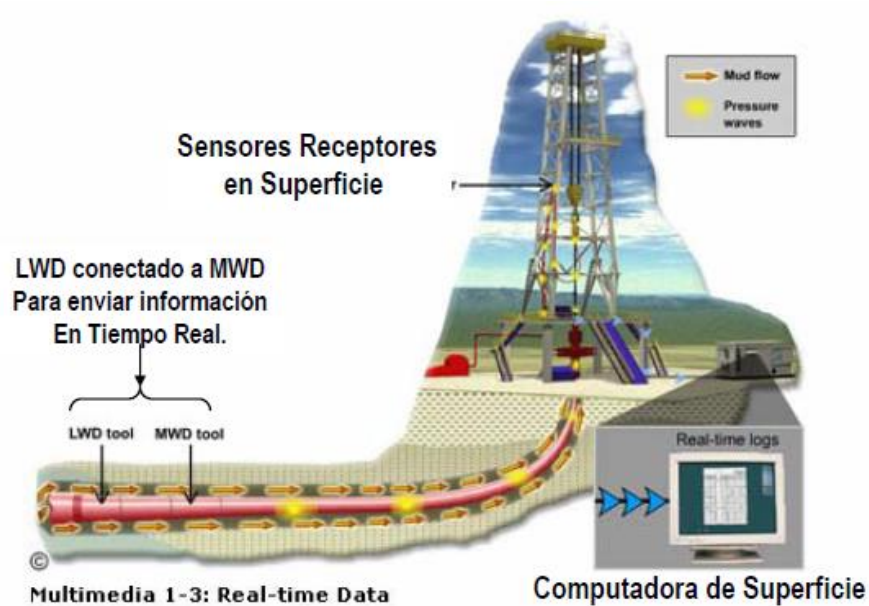 Mud flow
Pressure
waves
Sensores Receptores
en Superficie
r
LWD conectado a MWD
Para enviar información
En Tiempo Real.
LWD tool
MWD tool
Real-time logs
©
Multimedia 1-3: Real-time Data
Computadora de Superficie